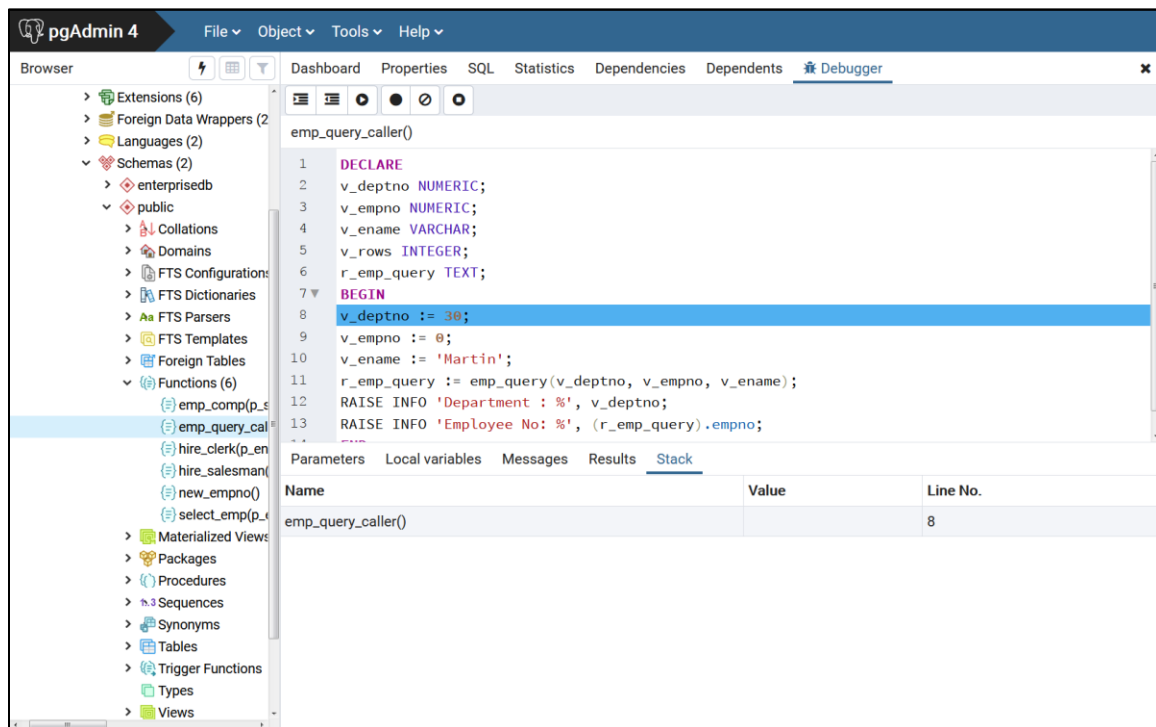 pgAdmin 4 File Object Tools Help
Browser
Dashboard Properties SQL Statistics Dependencies Dependents Debugger
Extensions (6)
Foreign Data Wrappers (2
Languages (2)
Schemas (2)
enterprisedb
public
Collations
Domains
FTS Configurations
FTS Dictionaries
Aa FTS Parsers
FTS Templates
Foreign Tables
Functions (6)
emp_comp(p_s
emp_query_cal
hire_clerk(p_en
hire_salesman(
new_empno()
select_emp(p_e
Materialized Views
Packages
Procedures
1..3 Sequences
Synonyms
Tables
Trigger Functions
Types
Views
emp_query_caller()
1 DECLARE
2 v_deptno NUMERIC;
3 v_empno NUMERIC;
4 v_ename VARCHAR;
5 v_rows INTEGER;
6 r_emp_query TEXT;
7 BEGIN
8 v_deptno := 30;
9 v_empno := 0;
10 v_ename := 'Martin';
11 r_emp_query := emp_query(v_deptno, v_empno, v_ename);
12 RAISE INFO 'Department : %', v_deptno;
13 RAISE INFO 'Employee No: %', (r_emp_query).empno;
Parameters Local variables Messages Results Stack
Name Value Line No.
emp_query_caller() 8